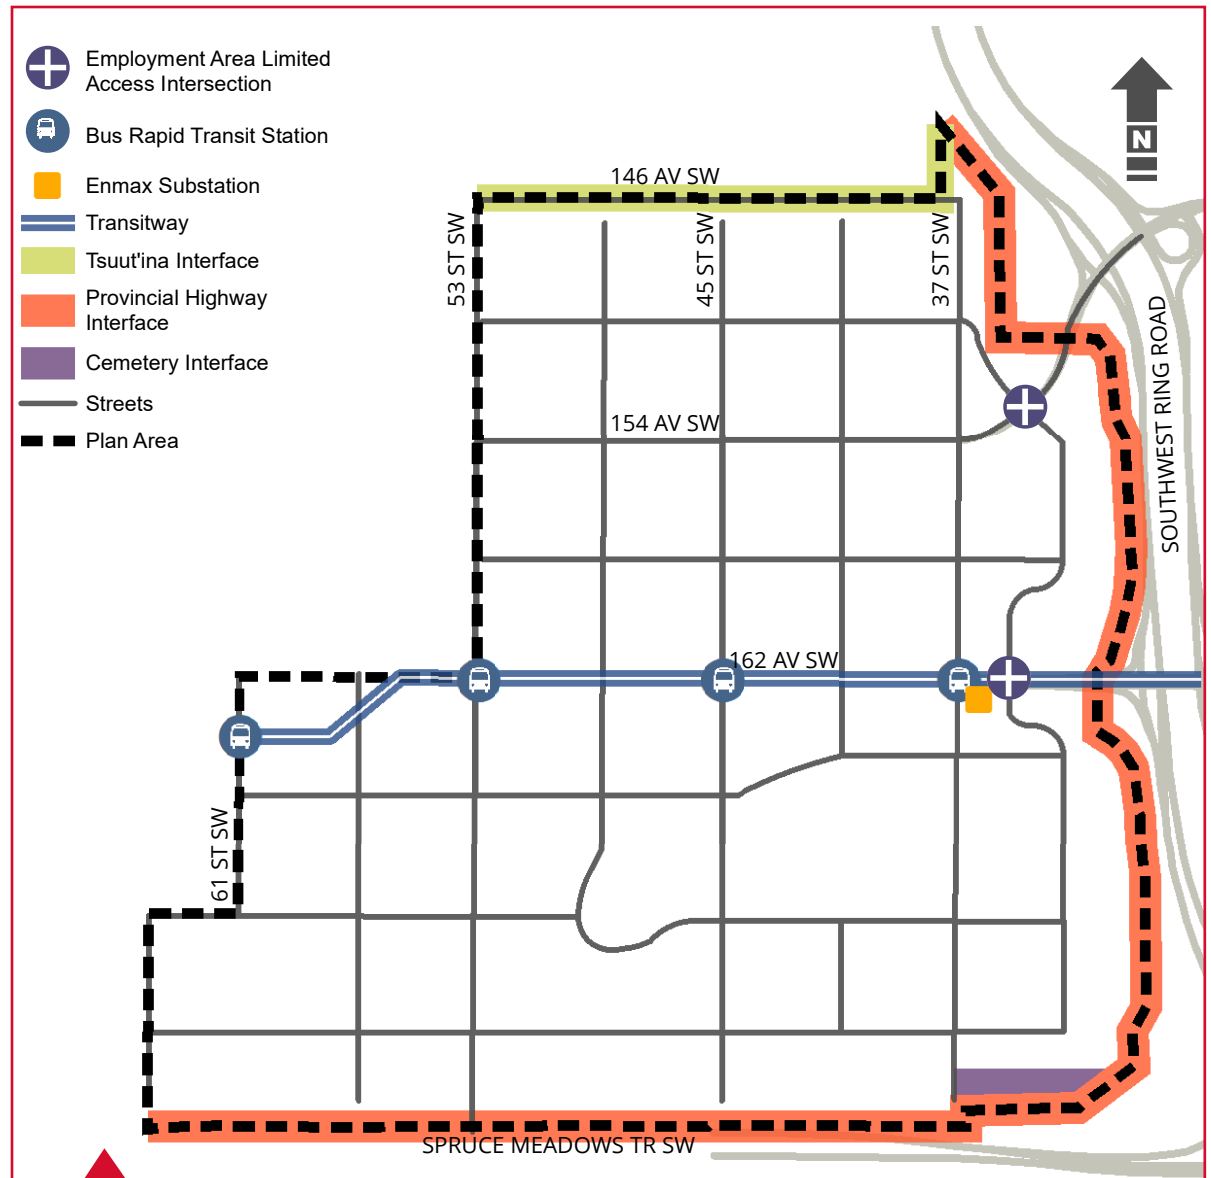 Employment Area Limited
Access Intersection
Bus Rapid Transit Station
Enmax Substation
Transitway
Tsuut'ina Interface
Provincial Highway
Interface
Cemetery Interface
Streets
Plan Area
N
146 AV SW
53 ST SW
45 ST SW
37 ST SW
SOUTHWEST RING ROAD
154 AV SW
162 AV SW
61 ST SW
SPRUCE MEADOWS TR SW